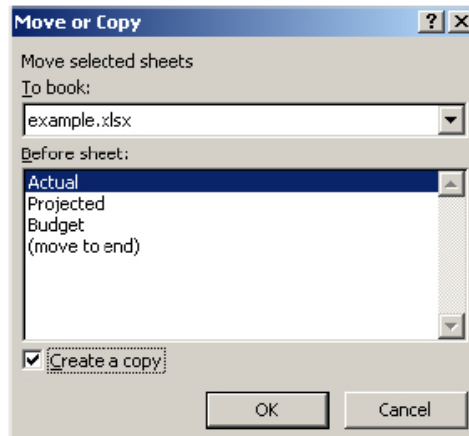 Move or Copy
Move selected sheets
To book:
example.xlsx
Before sheet:
Actual
Projected
Budget
(move to end)
Create a copy
OK Cancel